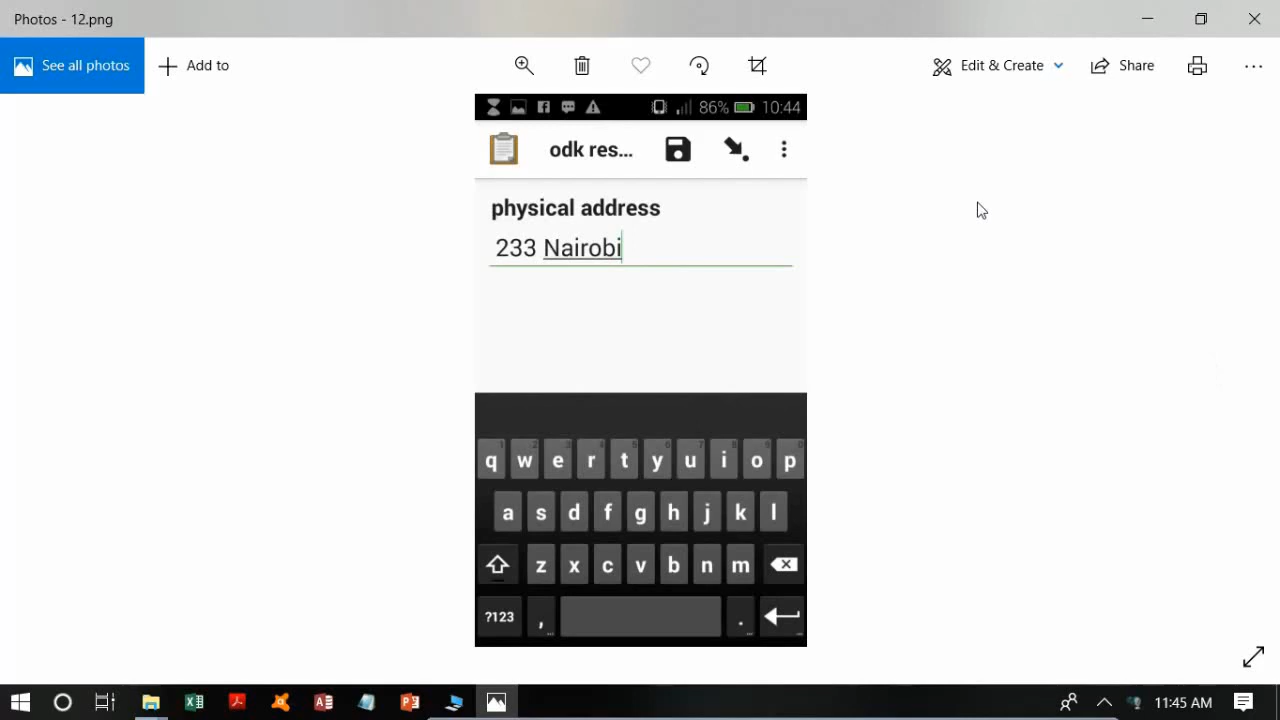 Photos - 12.png
See all photos
Add to
Edit & Create
Share
86% 10:44
odk res...
physical address
233 Nairobi
q w e r t y u i o p
a s d f g h j k l
z x c v b n m
?123 , .
11:45 AM